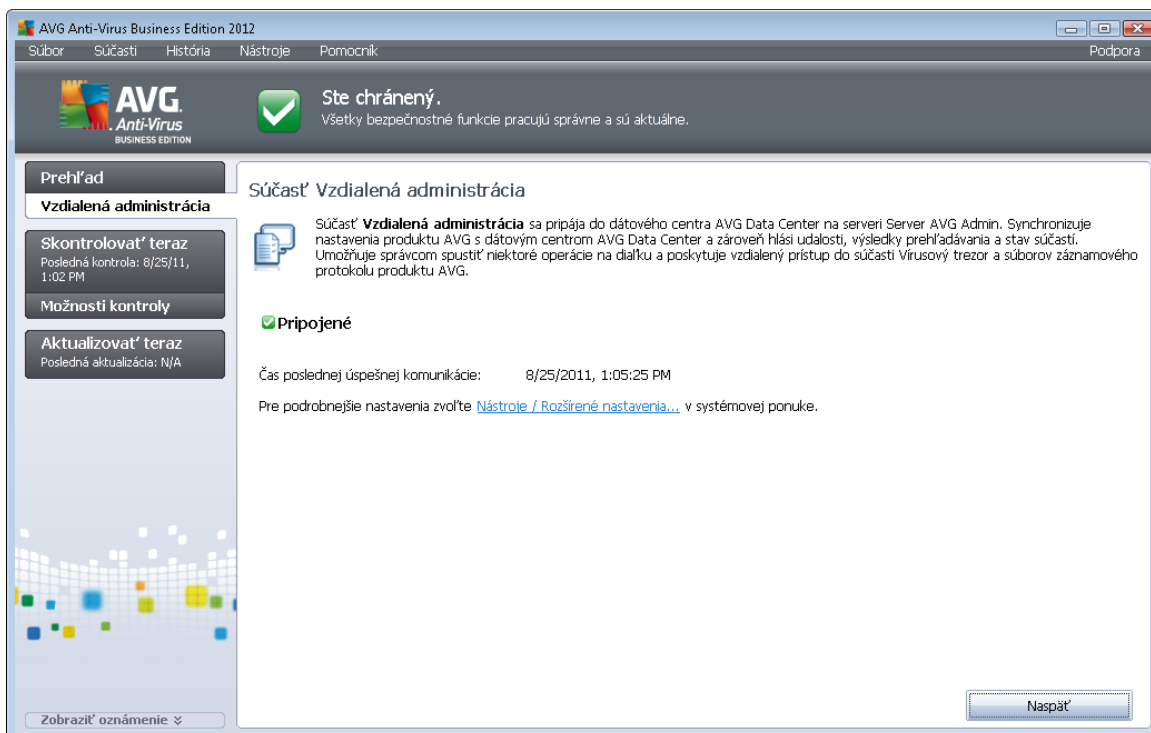 AVG Anti-Virus Business Edition 2012
Súbor Súčasti História Nástroje Pomocník Podpora
AVG.
Anti-Virus
BUSINESS EDITION
Ste chránený.
Všetky bezpečnostné funkcie pracujú správne a sú aktuálne.
Prehľad
Vzdialená administrácia
Skontrolovať teraz
Posledná kontrola: 8/25/11,
1:02 PM
Možnosti kontroly
Aktualizovať teraz
Posledná aktualizácia: N/A
Zobraziť oznámenie
Súčasť Vzdialená administrácia
Súčasť Vzdialená administrácia sa pripája do dátového centra AVG Data Center na serveri Server AVG Admin. Synchronizuje
nastavenia produktu AVG s dátovým centrom AVG Data Center a zároveň hlási udalosti, výsledky prehľadávania a stav súčastí.
Umožňuje správcom spustiť niektoré operácie na diaľku a poskytuje vzdialený prístup do súčasti Vírusový trezor a súborov záznamového
protokolu produktu AVG.
Pripojené
Čas poslednej úspešnej komunikácie: 8/25/2011, 1:05:25 PM
Pre podrobnejšie nastavenia zvoľte Nástroje / Rozšírené nastavenia... v systémovej ponuke.
Naspäť